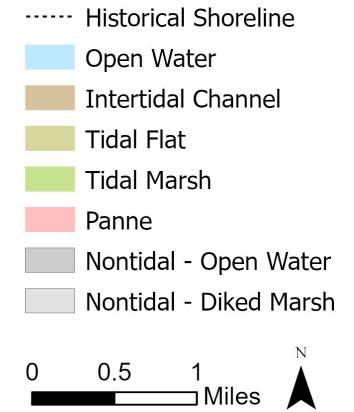 Historical Shoreline
Open Water
Intertidal Channel
Tidal Flat
Tidal Marsh
Panne
Nontidal - Open Water
Nontidal - Diked Marsh
N
0 0.5 1
Miles